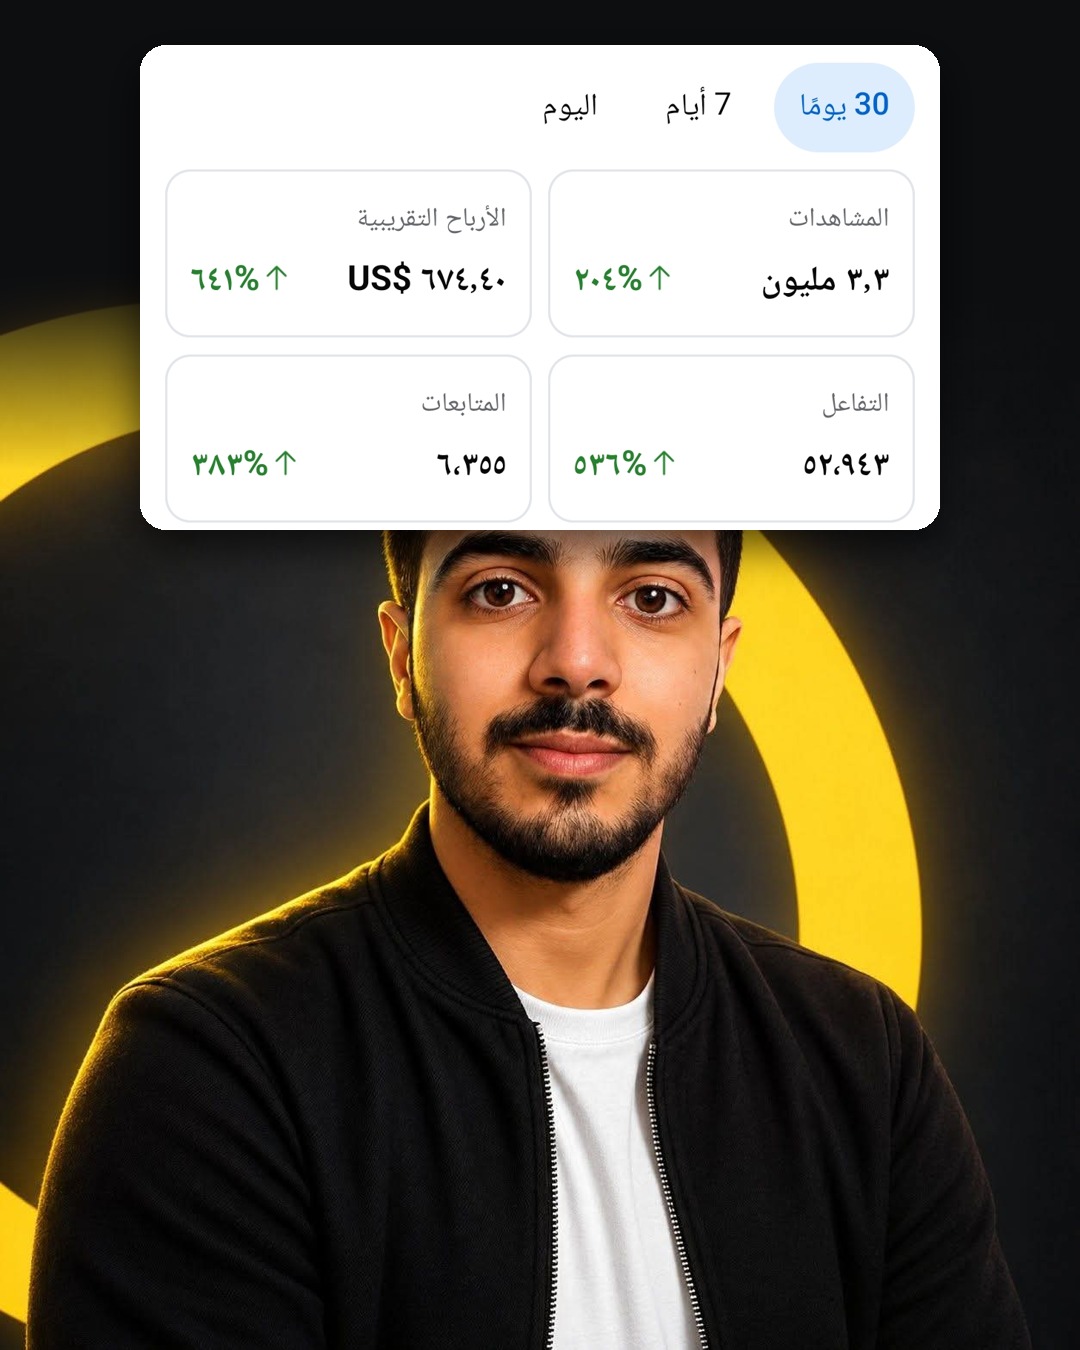 30 يومًا
7 أيام
اليوم
المشاهدات
٣,٣ مليون
↑ ٢٠٤%
الأرباح التقريبية
US$ ٦٧٤,٤٠
↑ ٦٤١%
التفاعل
٥٢،٩٤٣
↑ ٥٣٦%
المتابعات
٦،٣٥٥
↑ ٣٨٣%